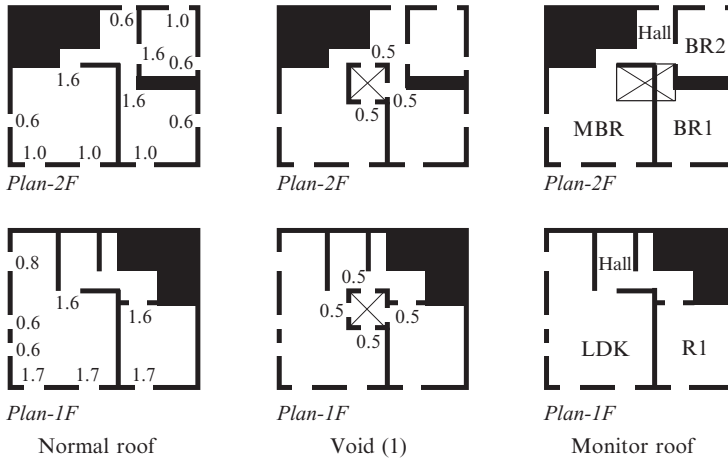 0.6
1.0
1.6
0.6
1.6
1.6
0.6
0.6
1.0
1.0
1.0
Plan-2F
0.5
0.5
0.5
Plan-2F
Hall
BR2
MBR
BR1
Plan-2F
0.8
1.6
1.6
0.6
0.6
1.7
1.7
1.7
Plan-1F
Normal roof
0.5
0.5
0.5
0.5
Plan-1F
Void (1)
Hall
LDK
R1
Plan-1F
Monitor roof